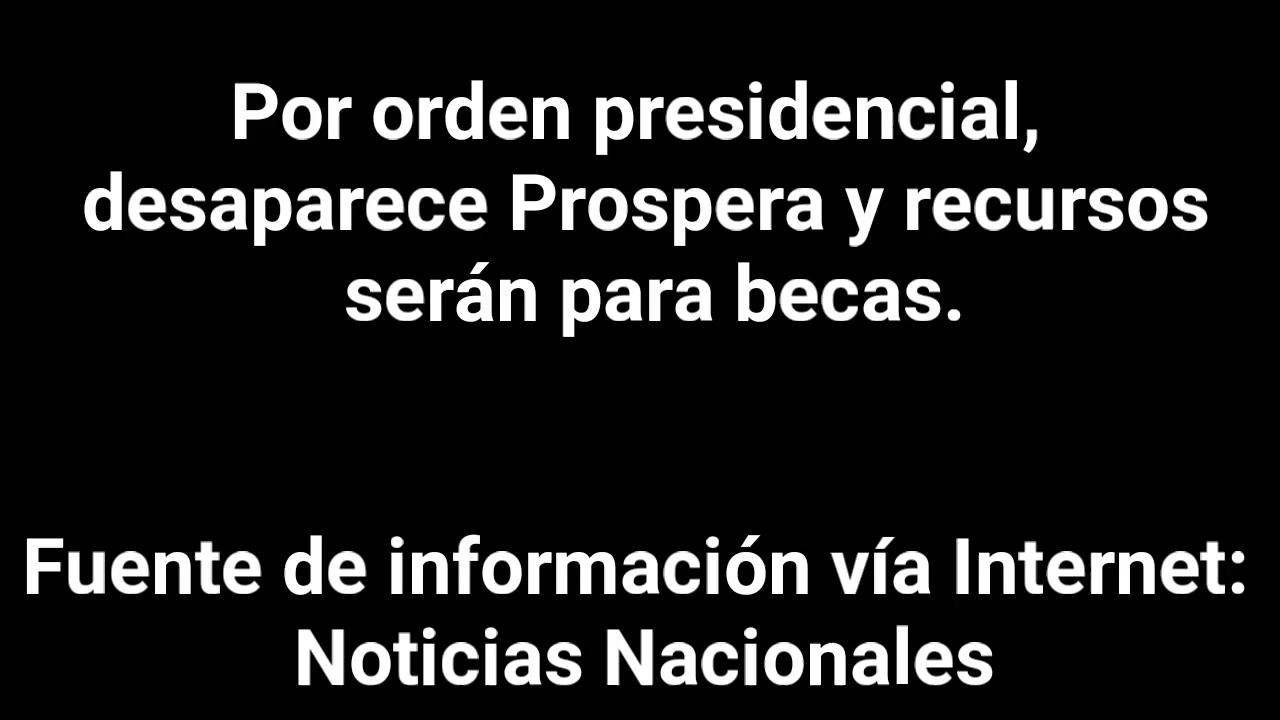 Por orden presidencial,
desaparece Prospera y recursos
serán para becas.
Fuente de información vía Internet:
Noticias Nacionales